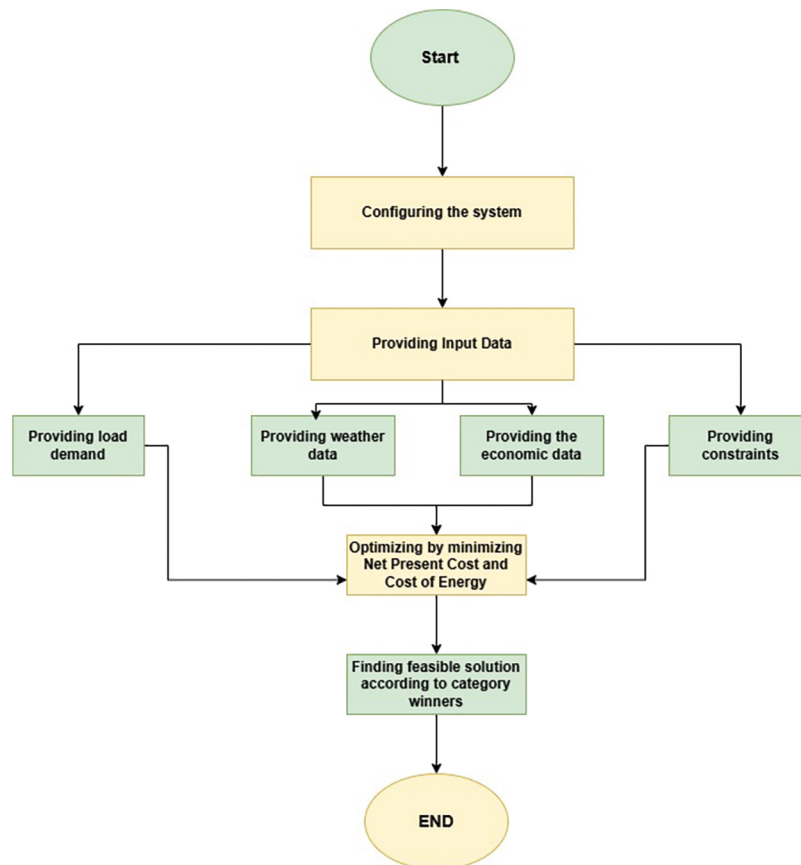 Start
Configuring the system
Providing Input Data
Providing load
demand
Providing weather
data
Providing the
economic data
Providing
constraints
Optimizing by minimizing
Net Present Cost and
Cost of Energy
Finding feasible solution
according to category
winners
END